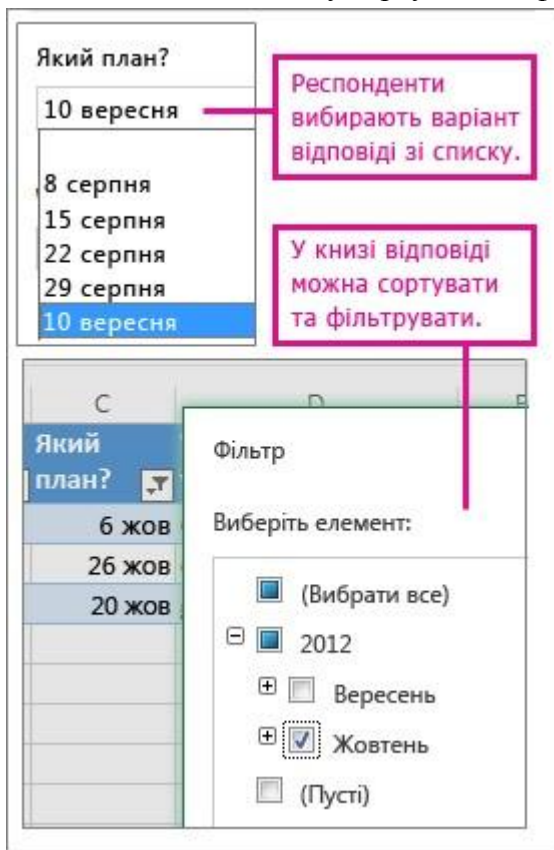 Який план?
10 вересня
8 серпня
15 серпня
22 серпня
29 серпня
10 вересня
Респонденти
вибирають варіант
відповіді зі списку.
У книзі відповіді
можна сортувати
та фільтрувати.
C
D
Який
план?
6 жов
26 жов
20 жов
Фільтр
Виберіть елемент:
(Вибрати все)
2012
Вересень
Жовтень
(Пусті)